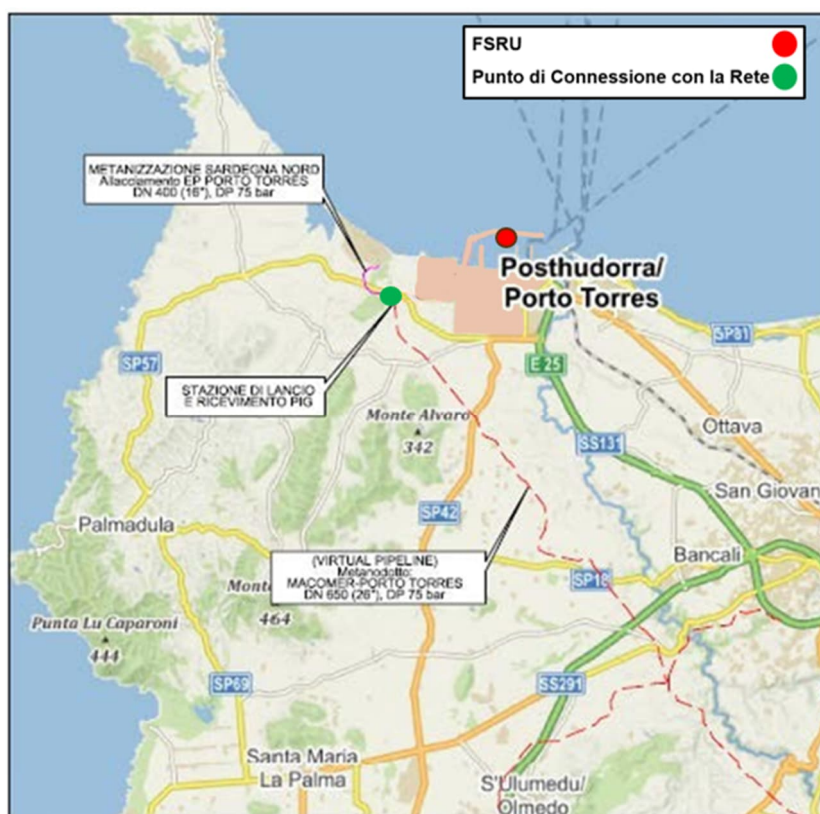 FSRU
Punto di Connessione con la Rete
METANIZZAZIONE SARDEGNA NORD
Allacciamento EP PORTO TORRES
DN 400 (16"), DP 75 bar
Posthudorra/
Porto Torres
SP81
SP57
E 25
STAZIONE DI LANCIO
E RICEVIMENTO PIG
Monte Alvaro
342
Ottava
SS131
San Giovan
SP42
Palmadula
Bancali
(VIRTUAL PIPELINE)
Metanodotto:
MACOMER-PORTO TORRES
DN 650 (26"), DP 75 bar
SP18
Monte
464
Punta Lu Caparoni
444
SP69
SS291
Santa Maria
La Palma
S'Ulumedu/
Olmedo